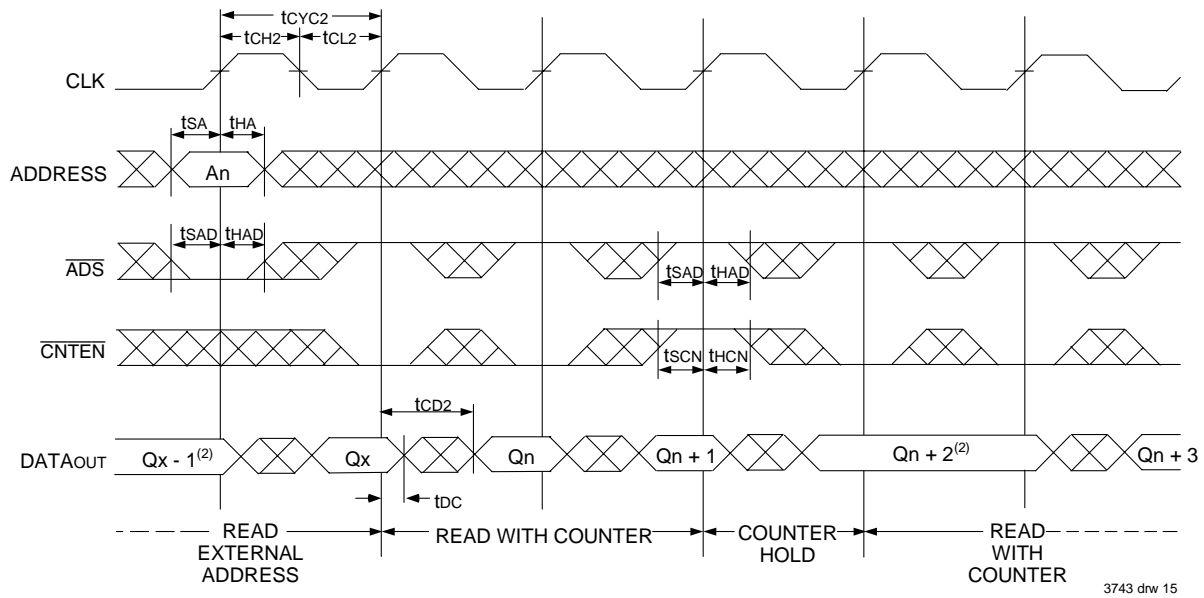 tCYC2
tCH2 tCL2
CLK
tSA tHA
ADDRESS An
tSAD tHAD
ADS
tSAD tHAD
CNTEN
tSCN tHCN
tCD2
DATAOUT Qx - 1(2) Qx Qn Qn + 1 Qn + 2(2) Qn + 3
tDC
READ EXTERNAL ADDRESS
READ WITH COUNTER
COUNTER HOLD
READ WITH COUNTER
3743 drw 15